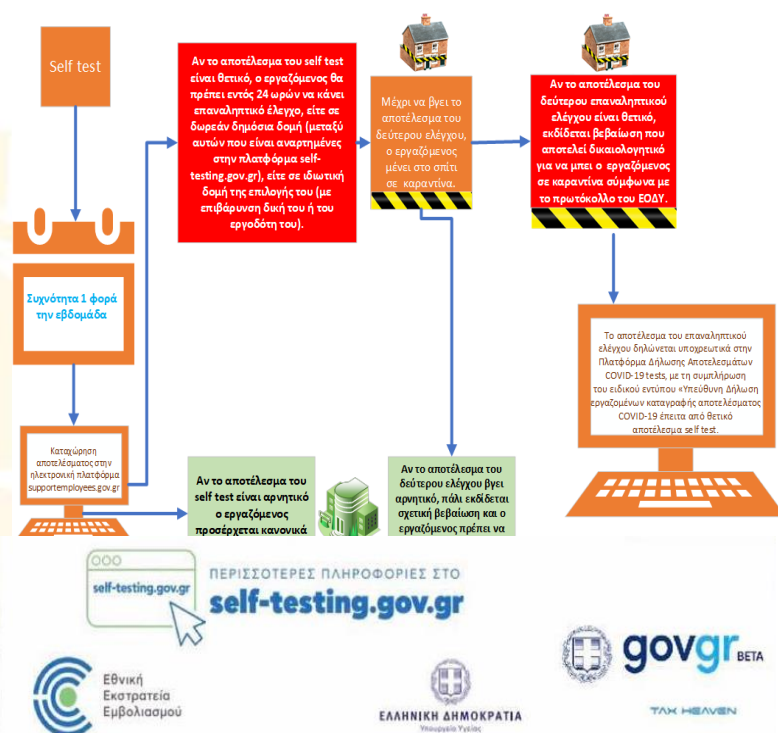 Self test
Συχνότητα 1 φορά
την εβδομάδα
Καταχώρηση
αποτελέσματος στην
ηλεκτρονική πλατφόρμα
supportemployees.gov.gr
Αν το αποτέλεσμα του self test
είναι θετικό, ο εργαζόμενος θα
πρέπει εντός 24 ωρών να κάνει
επαναληπτικό έλεγχο, είτε σε
δωρεάν δημόσια δομή (μεταξύ
αυτών που είναι αναρτημένες
στην πλατφόρμα self-
testing.gov.gr), είτε σε ιδιωτική
δομή της επιλογής του (με
επιβάρυνση δική του ή του
εργοδότη του).
Μέχρι να βγει το
αποτέλεσμα του
δεύτερου ελέγχου,
ο εργαζόμενος
μένει στο σπίτι
σε καραντίνα.
Αν το αποτέλεσμα του
δεύτερου επαναληπτικού
ελέγχου είναι θετικό,
εκδίδεται βεβαίωση που
αποτελεί δικαιολογητικό
για να μπει ο εργαζόμενος
σε καραντίνα σύμφωνα με
το πρωτόκολλο του ΕΟΔΥ.
Το αποτέλεσμα του επαναληπτικού
ελέγχου δηλώνεται υποχρεωτικά στην
Πλατφόρμα Δήλωσης Αποτελεσμάτων
COVID-19 tests, με τη συμπλήρωση
του ειδικού εντύπου «Υπεύθυνη Δήλωση
εργαζομένων καταγραφής αποτελέσματος
COVID-19 έπειτα από θετικό
αποτέλεσμα self test.
Αν το αποτέλεσμα του
self test είναι αρνητικό
ο εργαζόμενος
προσέρχεται κανονικά
Αν το αποτέλεσμα του
δεύτερου ελέγχου βγει
αρνητικό, πάλι εκδίδεται
σχετική βεβαίωση και ο
εργαζόμενος πρέπει να
self-testing.gov.gr
ΠΕΡΙΣΣΟΤΕΡΕΣ ΠΛΗΡΟΦΟΡΙΕΣ ΣΤΟ
self-testing.gov.gr
Εθνική
Εκστρατεία
Εμβολιασμού
ΕΛΛΗΝΙΚΗ ΔΗΜΟΚΡΑΤΙΑ
Υπουργείο Υγείας
govgr BETA
TAX HEAVEN